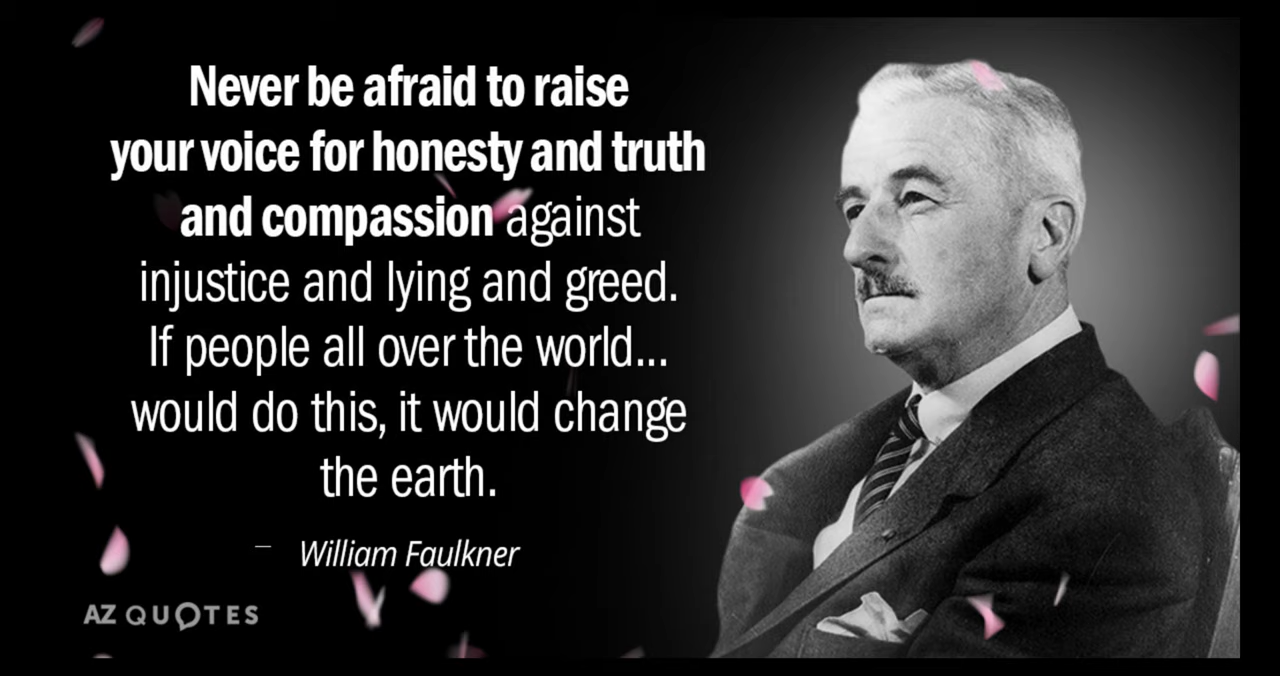 Never be afraid to raise
your voice for honesty and truth
and compassion against
injustice and lying and greed.
If people all over the world...
would do this, it would change
the earth.
— William Faulkner
AZ QUOTES